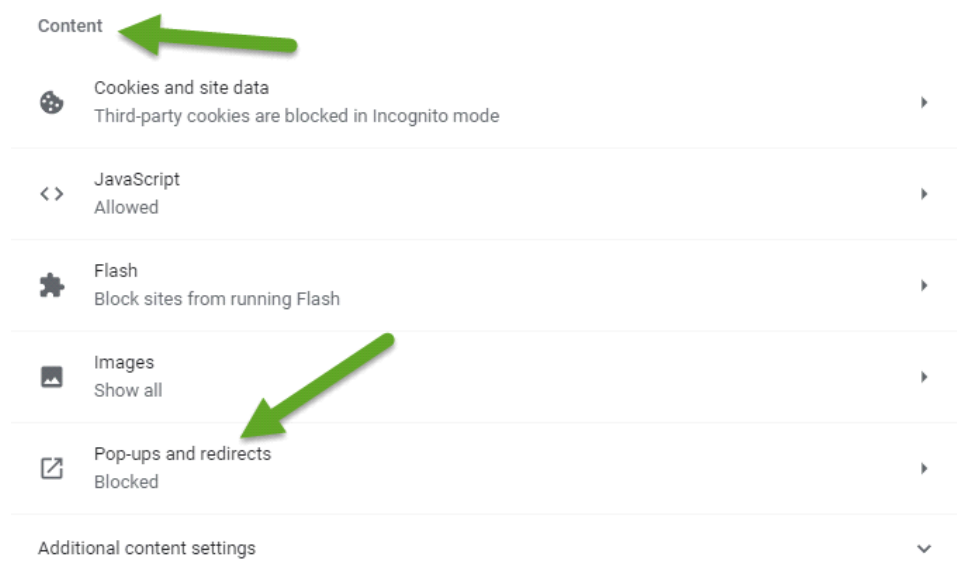 Content
Cookies and site data
Third-party cookies are blocked in Incognito mode
JavaScript
Allowed
Flash
Block sites from running Flash
Images
Show all
Pop-ups and redirects
Blocked
Additional content settings